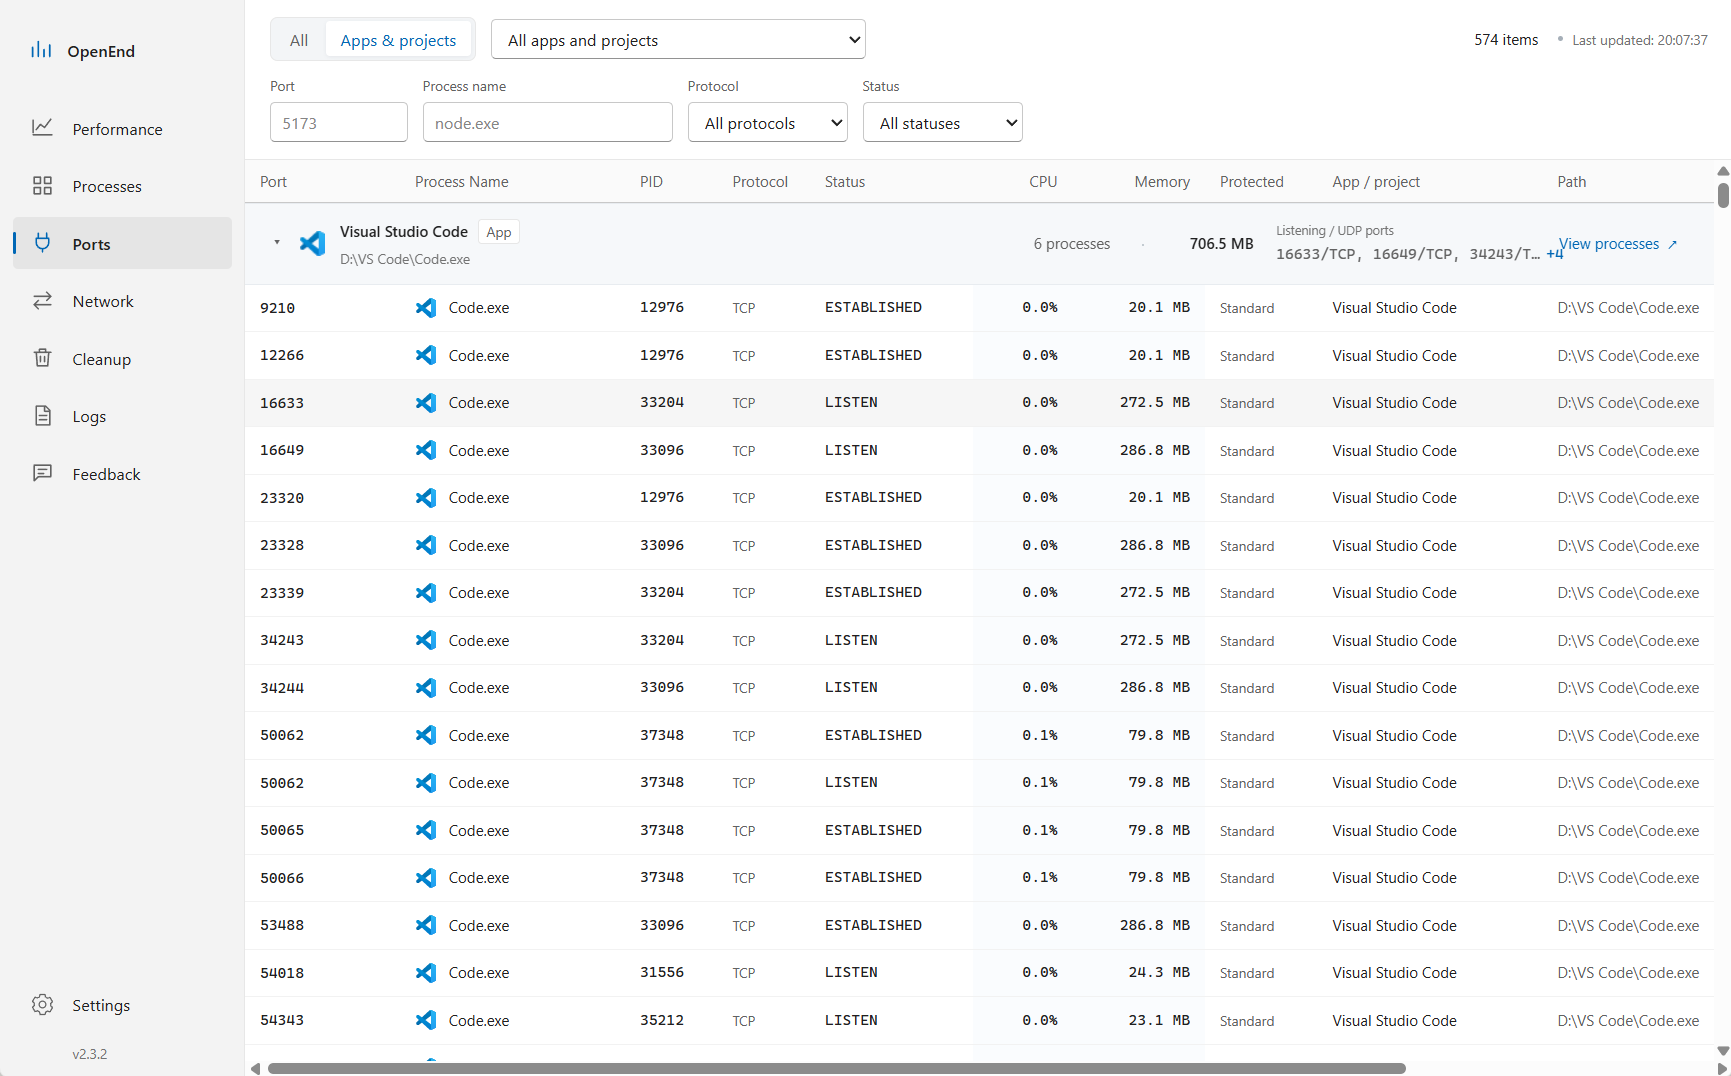 OpenEnd
Performance
Processes
Ports
Network
Cleanup
Logs
Feedback
Settings
v2.3.2
All Apps & projects All apps and projects 574 items • Last updated: 20:07:37
Port Process name Protocol Status
5173 node.exe All protocols All statuses
Port Process Name PID Protocol Status CPU Memory Protected App / project Path
Visual Studio Code App
D:\VS Code\Code.exe
6 processes · 706.5 MB
Listening / UDP ports
16633/TCP, 16649/TCP, 34243/T… +4
View processes ↗
9210 Code.exe 12976 TCP ESTABLISHED 0.0% 20.1 MB Standard Visual Studio Code D:\VS Code\Code.exe
12266 Code.exe 12976 TCP ESTABLISHED 0.0% 20.1 MB Standard Visual Studio Code D:\VS Code\Code.exe
16633 Code.exe 33204 TCP LISTEN 0.0% 272.5 MB Standard Visual Studio Code D:\VS Code\Code.exe
16649 Code.exe 33096 TCP LISTEN 0.0% 286.8 MB Standard Visual Studio Code D:\VS Code\Code.exe
23320 Code.exe 12976 TCP ESTABLISHED 0.0% 20.1 MB Standard Visual Studio Code D:\VS Code\Code.exe
23328 Code.exe 33096 TCP ESTABLISHED 0.0% 286.8 MB Standard Visual Studio Code D:\VS Code\Code.exe
23339 Code.exe 33204 TCP ESTABLISHED 0.0% 272.5 MB Standard Visual Studio Code D:\VS Code\Code.exe
34243 Code.exe 33204 TCP LISTEN 0.0% 272.5 MB Standard Visual Studio Code D:\VS Code\Code.exe
34244 Code.exe 33096 TCP LISTEN 0.0% 286.8 MB Standard Visual Studio Code D:\VS Code\Code.exe
50062 Code.exe 37348 TCP ESTABLISHED 0.1% 79.8 MB Standard Visual Studio Code D:\VS Code\Code.exe
50062 Code.exe 37348 TCP LISTEN 0.1% 79.8 MB Standard Visual Studio Code D:\VS Code\Code.exe
50065 Code.exe 37348 TCP ESTABLISHED 0.1% 79.8 MB Standard Visual Studio Code D:\VS Code\Code.exe
50066 Code.exe 37348 TCP ESTABLISHED 0.1% 79.8 MB Standard Visual Studio Code D:\VS Code\Code.exe
53488 Code.exe 33096 TCP ESTABLISHED 0.0% 286.8 MB Standard Visual Studio Code D:\VS Code\Code.exe
54018 Code.exe 31556 TCP LISTEN 0.0% 24.3 MB Standard Visual Studio Code D:\VS Code\Code.exe
54343 Code.exe 35212 TCP LISTEN 0.0% 23.1 MB Standard Visual Studio Code D:\VS Code\Code.exe